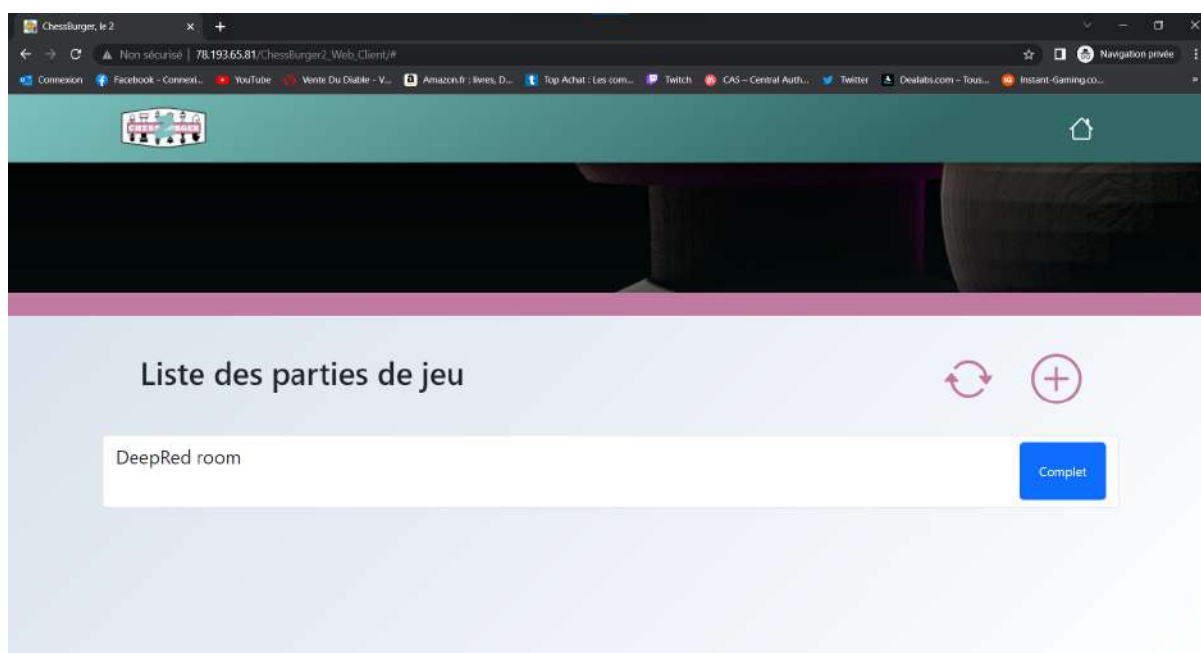 ChessBurger, le 2
Non sécurisé | 78.193.65.81/ChessBurger2_Web_Client/#
Navigation privée
Connexion Facebook – Connexi... YouTube Vente Du Diable – V... Amazon.fr : livres, D... Top Achat : Les com... Twitch CAS – Central Auth... Twitter Dealabs.com – Tous... Instant-Gaming.co...
Liste des parties de jeu
DeepRed room
Complet